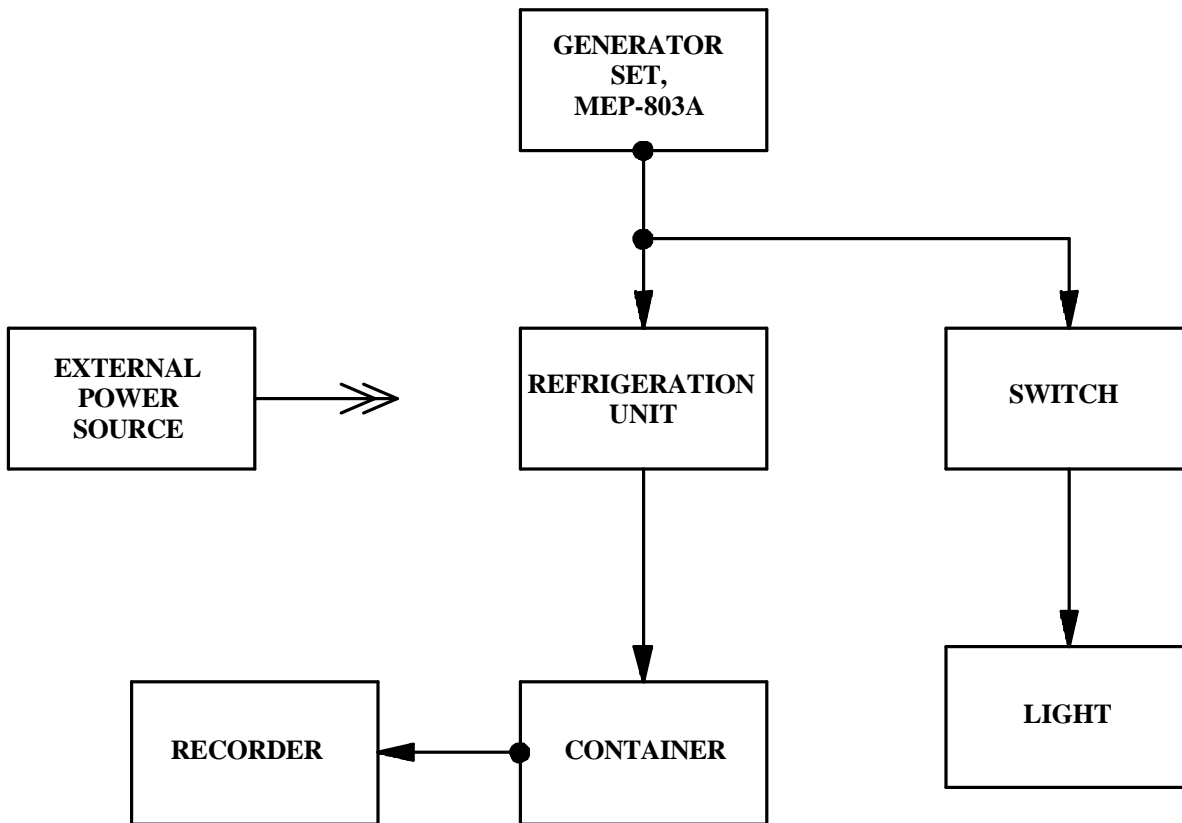 GENERATOR
SET,
MEP-803A
EXTERNAL
POWER
SOURCE
REFRIGERATION
UNIT
SWITCH
RECORDER
CONTAINER
LIGHT